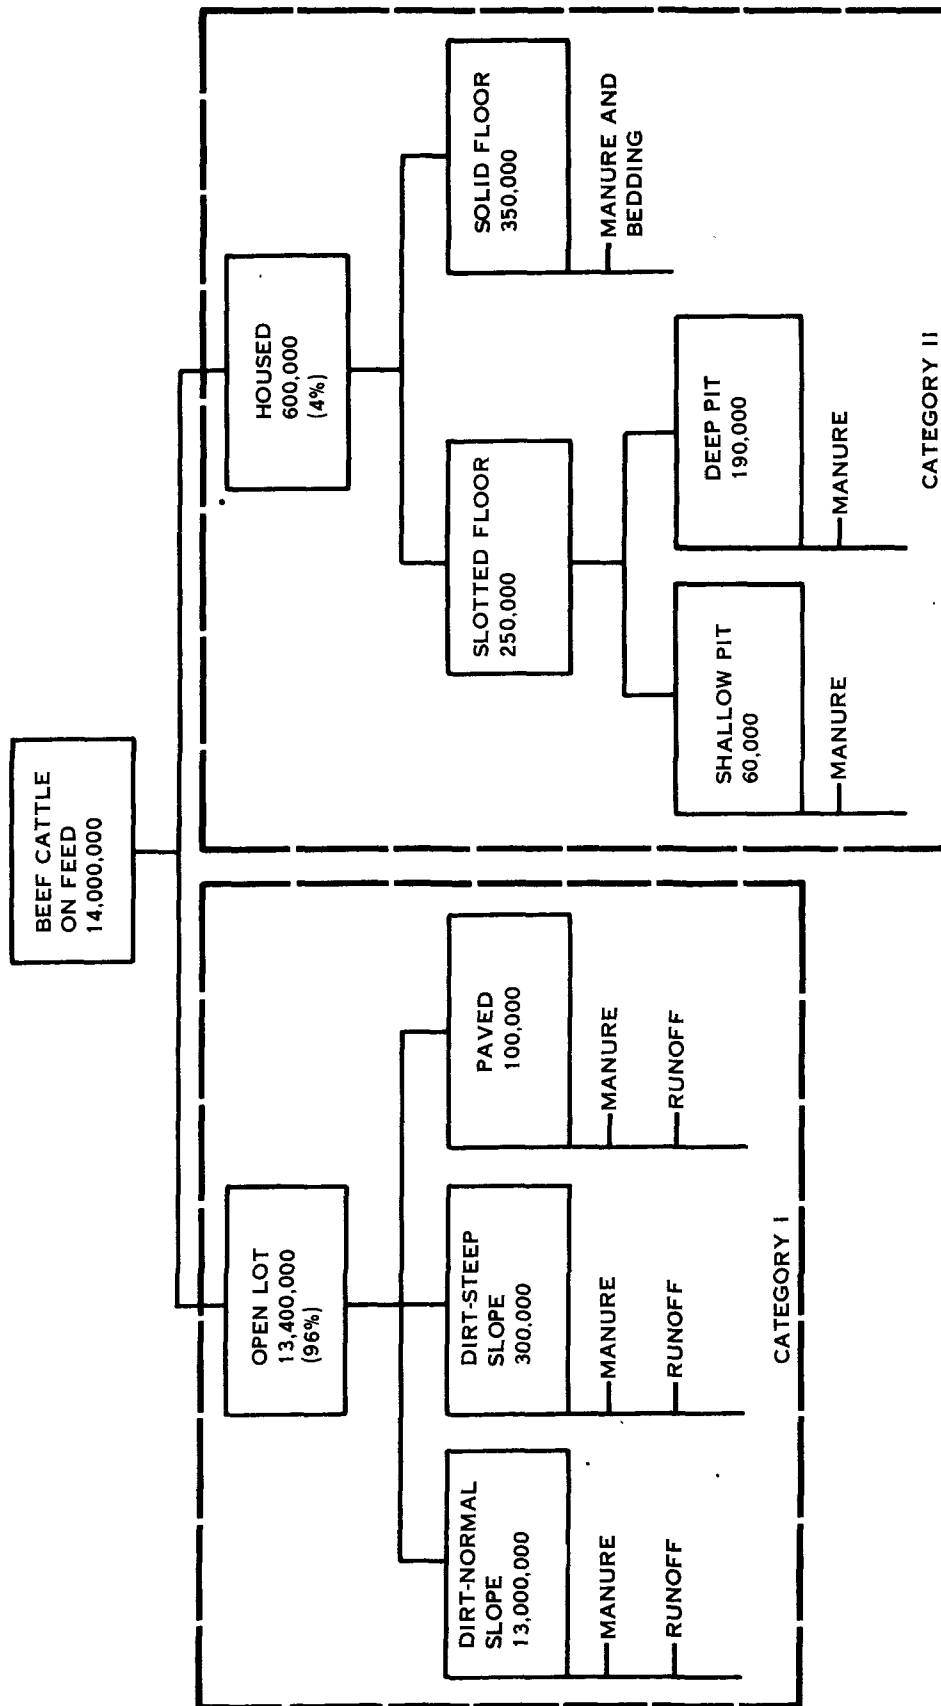 BEEF CATTLE
ON FEED
14,000,000
OPEN LOT
13,400,000
(96%)
DIRT-NORMAL
SLOPE
13,000,000
MANURE
RUNOFF
DIRT-STEEP
SLOPE
300,000
MANURE
RUNOFF
PAVED
100,000
MANURE
RUNOFF
CATEGORY I
HOUSED
600,000
(4%)
SLOTTED FLOOR
250,000
SHALLOW PIT
60,000
MANURE
DEEP PIT
190,000
MANURE
SOLID FLOOR
350,000
MANURE AND
BEDDING
CATEGORY II